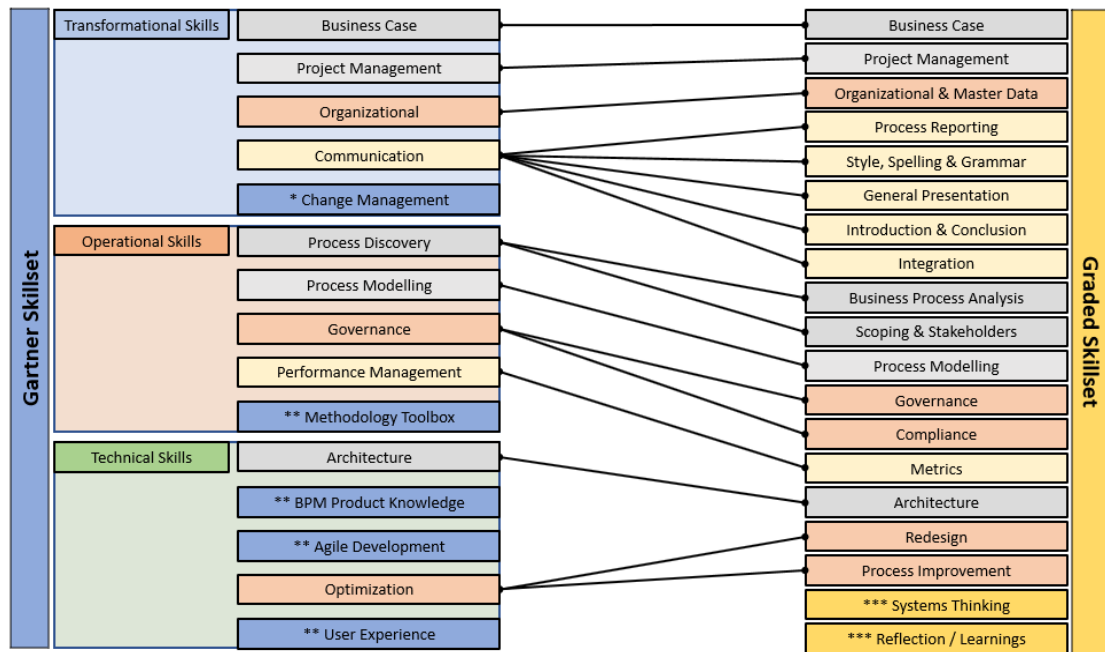 Gartner Skillset
Transformational Skills
Business Case
Project Management
Organizational
Communication
* Change Management
Operational Skills
Process Discovery
Process Modelling
Governance
Performance Management
** Methodology Toolbox
Technical Skills
Architecture
** BPM Product Knowledge
** Agile Development
Optimization
** User Experience
Business Case
Project Management
Organizational & Master Data
Process Reporting
Style, Spelling & Grammar
General Presentation
Introduction & Conclusion
Integration
Business Process Analysis
Scoping & Stakeholders
Process Modelling
Governance
Compliance
Metrics
Architecture
Redesign
Process Improvement
*** Systems Thinking
*** Reflection / Learnings
Graded Skillset